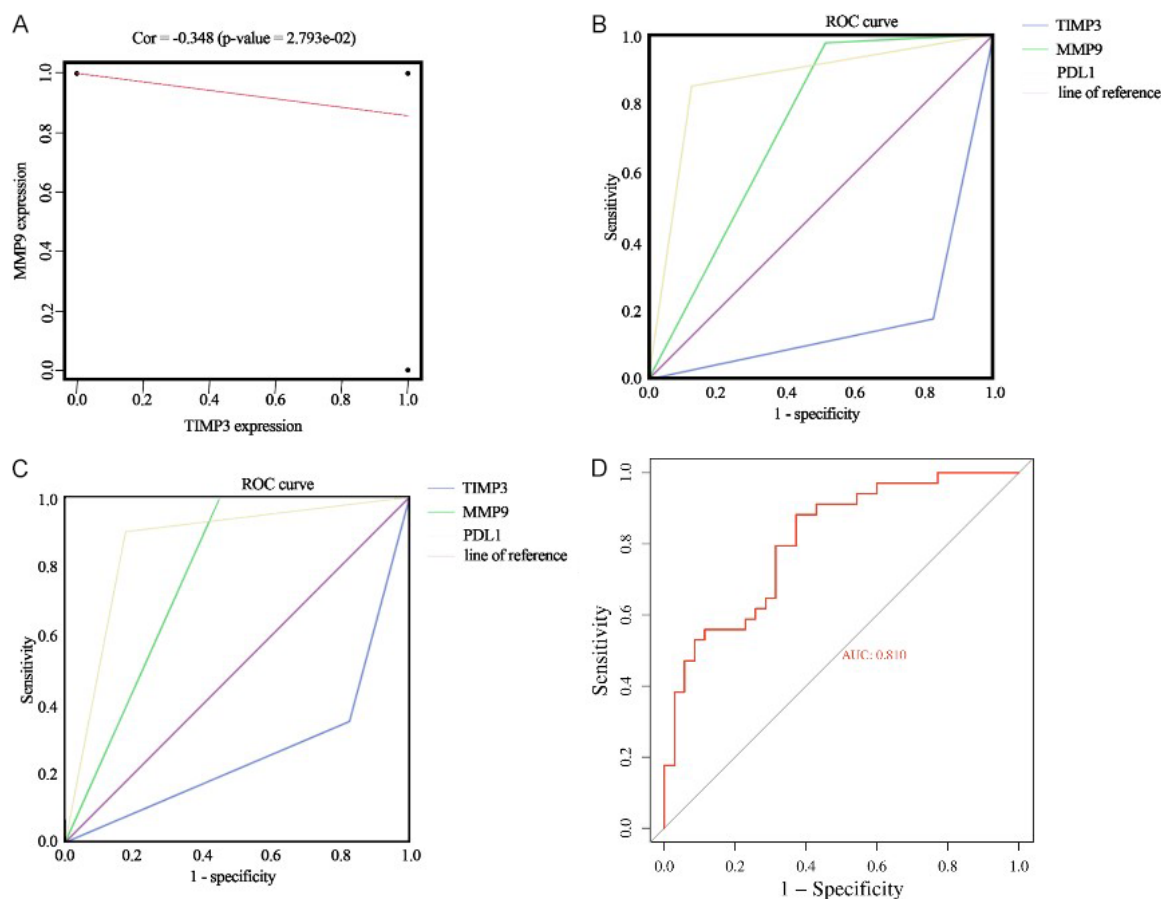 A
Cor = -0.348 (p-value = 2.793e-02)
MMP9 expression
1.0
0.8
0.6
0.4
0.2
0.0
0.0 0.2 0.4 0.6 0.8 1.0
TIMP3 expression
B
ROC curve
TIMP3
MMP9
PDL1
line of reference
Sensitivity
1.0
0.8
0.6
0.4
0.2
0.0
0.0 0.2 0.4 0.6 0.8 1.0
1 - specificity
C
ROC curve
TIMP3
MMP9
PDL1
line of reference
Sensitivity
1.0
0.8
0.6
0.4
0.2
0.0
0.0 0.2 0.4 0.6 0.8 1.0
1 - specificity
D
Sensitivity
1.0
0.8
0.6
0.4
0.2
0.0
AUC: 0.810
0.0 0.2 0.4 0.6 0.8 1.0
1 – Specificity